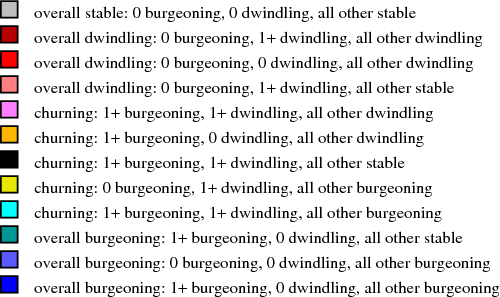 overall stable: 0 burgeoning, 0 dwindling, all other stable
overall dwindling: 0 burgeoning, 1+ dwindling, all other dwindling
overall dwindling: 0 burgeoning, 0 dwindling, all other dwindling
overall dwindling: 0 burgeoning, 1+ dwindling, all other stable
churning: 1+ burgeoning, 1+ dwindling, all other dwindling
churning: 1+ burgeoning, 0 dwindling, all other dwindling
churning: 1+ burgeoning, 1+ dwindling, all other stable
churning: 0 burgeoning, 1+ dwindling, all other burgeoning
churning: 1+ burgeoning, 1+ dwindling, all other burgeoning
overall burgeoning: 1+ burgeoning, 0 dwindling, all other stable
overall burgeoning: 0 burgeoning, 0 dwindling, all other burgeoning
overall burgeoning: 1+ burgeoning, 0 dwindling, all other burgeoning